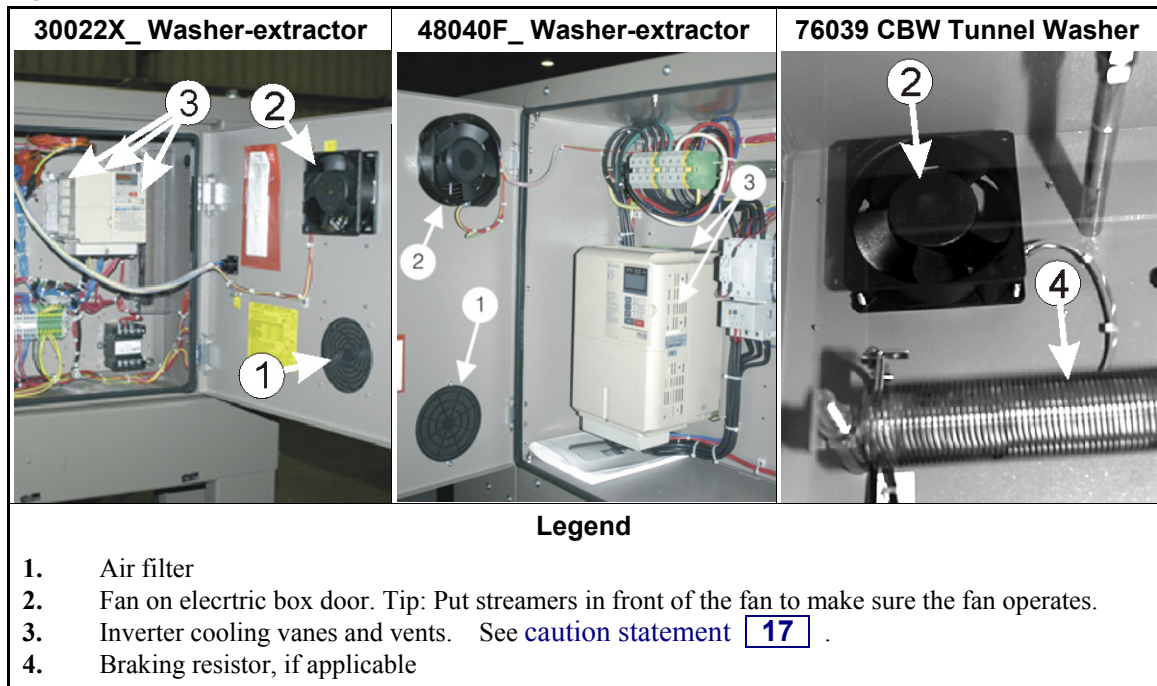 30022X_ Washer-extractor
48040F_ Washer-extractor
76039 CBW Tunnel Washer
3
2
1
3
2
1
2
4
Legend
1. Air filter
2. Fan on elecrtric box door. Tip: Put streamers in front of the fan to make sure the fan operates.
3. Inverter cooling vanes and vents. See caution statement 17 .
4. Braking resistor, if applicable